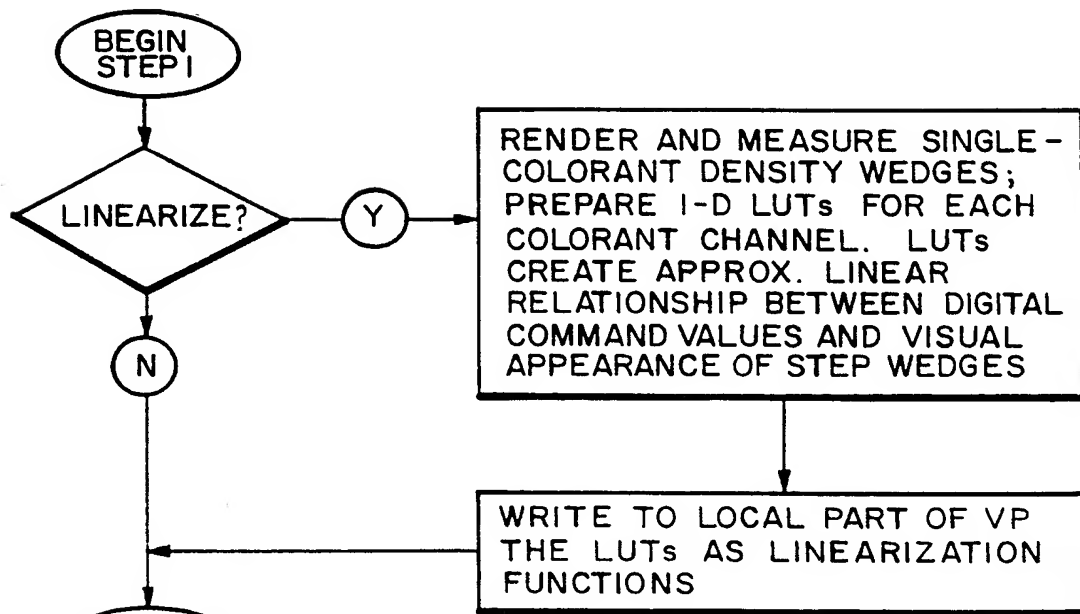 BEGIN
STEP I
LINEARIZE?
Y
N
RENDER AND MEASURE SINGLE-
COLORANT DENSITY WEDGES;
PREPARE I-D LUTs FOR EACH
COLORANT CHANNEL. LUTs
CREATE APPROX. LINEAR
RELATIONSHIP BETWEEN DIGITAL
COMMAND VALUES AND VISUAL
APPEARANCE OF STEP WEDGES
WRITE TO LOCAL PART OF VP
THE LUTs AS LINEARIZATION
FUNCTIONS